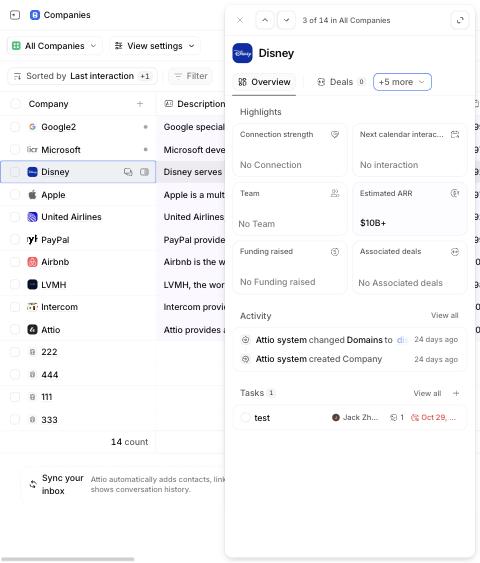 Companies
3 of 14 in All Companies
All Companies
View settings
Disney
Sorted by Last interaction +1
Filter
Overview
Deals 0
+5 more
Company
Description
Highlights
Google2
Google special
Connection strength
Next calendar interac...
Microsoft
Microsoft deve
No Connection
No interaction
Disney
Disney serves
Apple
Apple is a mult
Team
Estimated ARR
United Airlines
United Airlines
No Team
$10B+
PayPal
PayPal provide
Airbnb
Airbnb is the w
Funding raised
Associated deals
LVMH
LVMH, the wor
No Funding raised
No Associated deals
Intercom
Intercom provid
Activity
View all
Attio
Attio provides a
Attio system changed Domains to di
24 days ago
222
Attio system created Company
24 days ago
444
Tasks 1
View all
111
test
Jack Zh...
1
Oct 29, ...
333
14 count
Sync your inbox
Attio automatically adds contacts, link
shows conversation history.